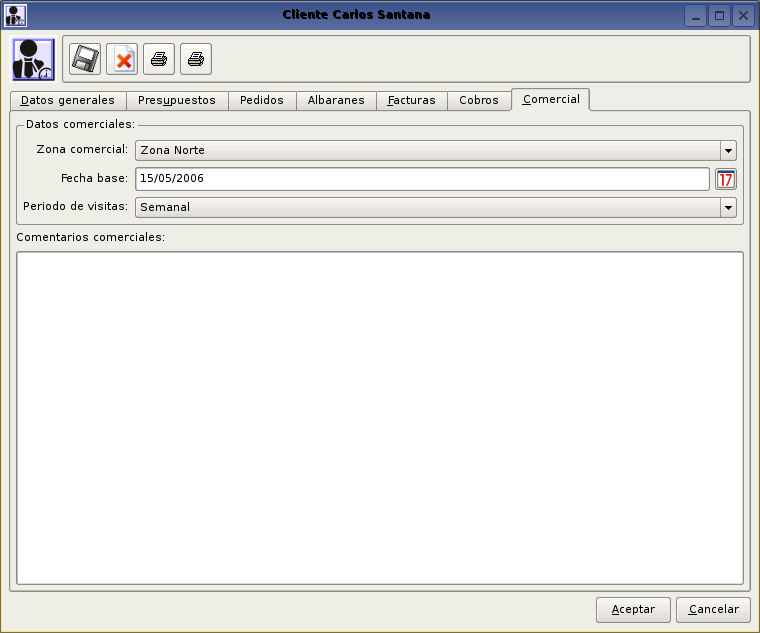 Cliente Carlos Santana
Datos generales Presupuestos Pedidos Albaranes Facturas Cobros Comercial
Datos comerciales:
Zona comercial: Zona Norte
Fecha base: 15/05/2006 17
Periodo de visitas: Semanal
Comentarios comerciales:
Aceptar Cancelar